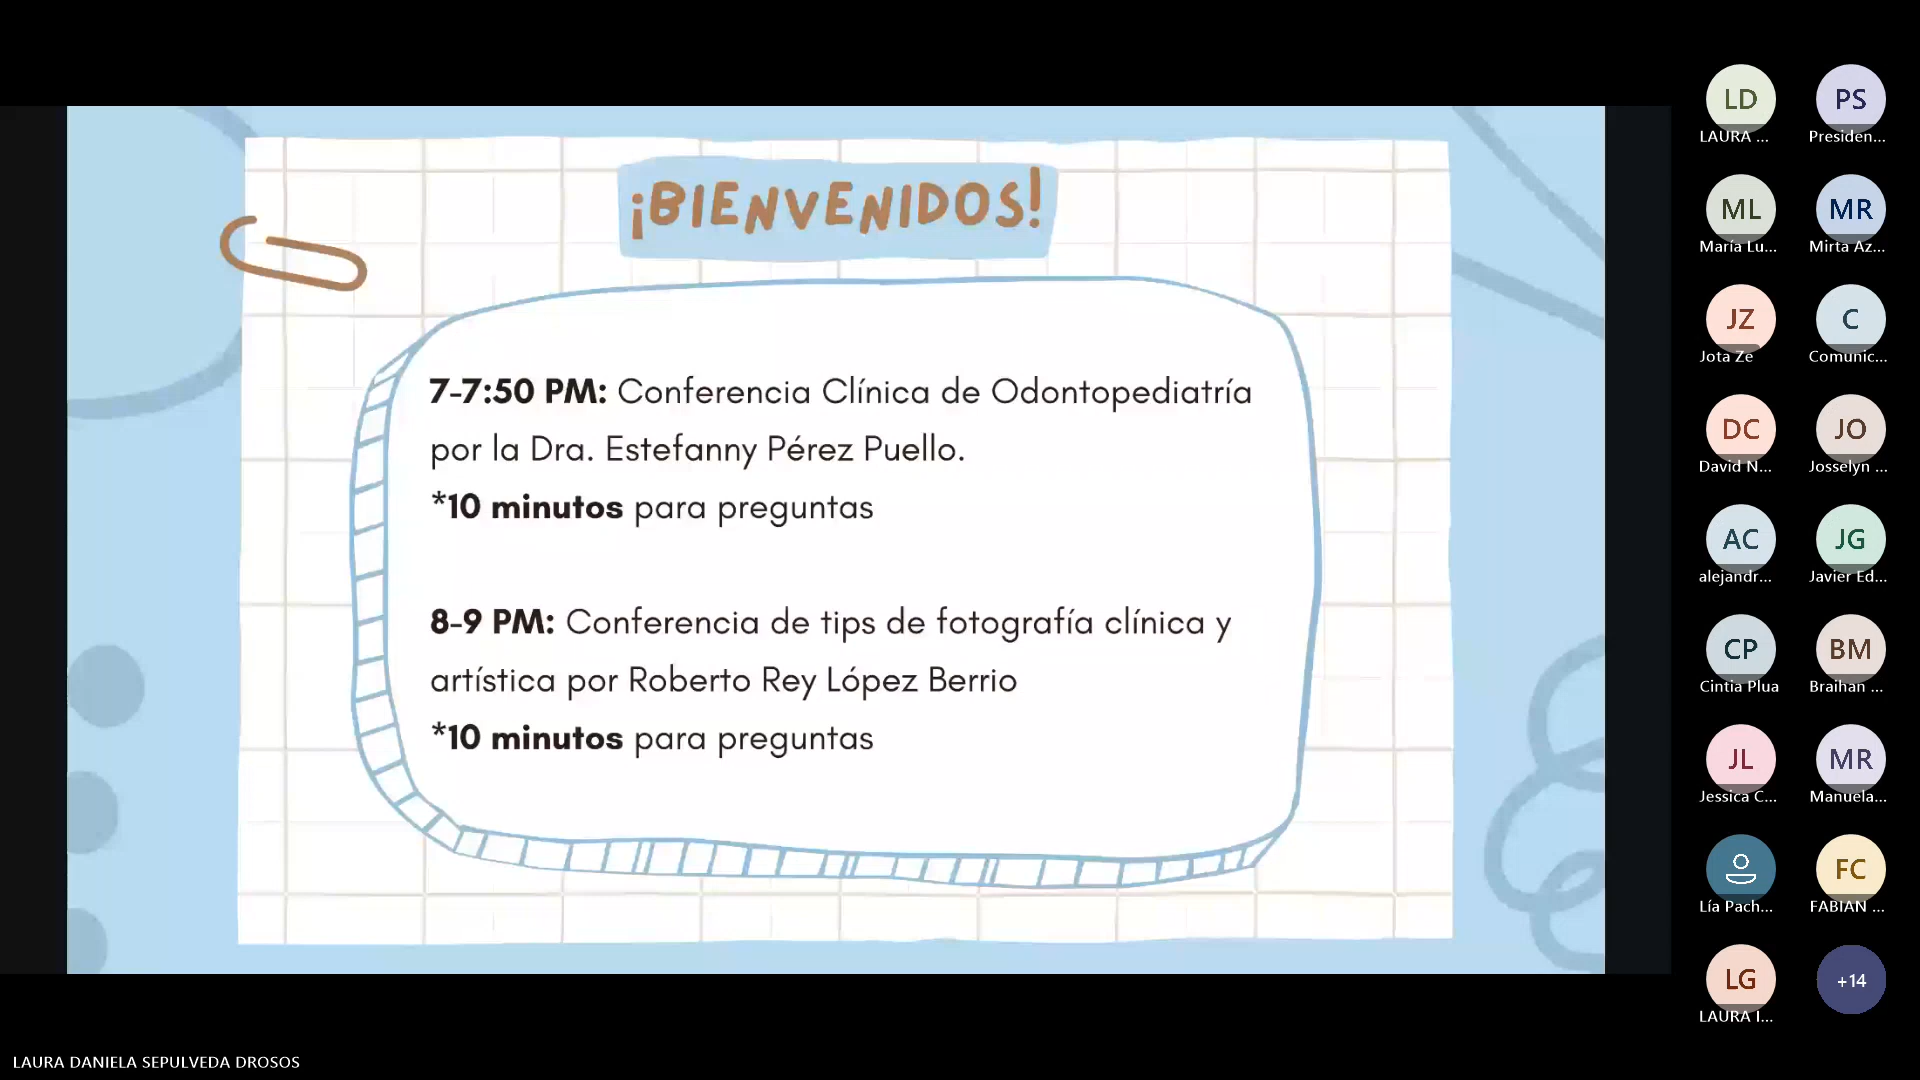 ¡BIENVENIDOS!
7-7:50 PM: Conferencia Clínica de Odontopediatría
por la Dra. Estefanny Pérez Puello.
*10 minutos para preguntas
8-9 PM: Conferencia de tips de fotografía clínica y
artística por Roberto Rey López Berrio
*10 minutos para preguntas
LD PS
LAURA ... Presiden...
ML MR
María Lu... Mirta Az...
JZ C
Jota Ze Comunic...
DC JO
David N... Josselyn ...
AC JG
alejandr... Javier Ed...
CP BM
Cintia Plua Braihan ...
JL MR
Jessica C... Manuela...
FC
Lía Pach... FABIAN ...
LG +14
LAURA I...
LAURA DANIELA SEPULVEDA DROSOS